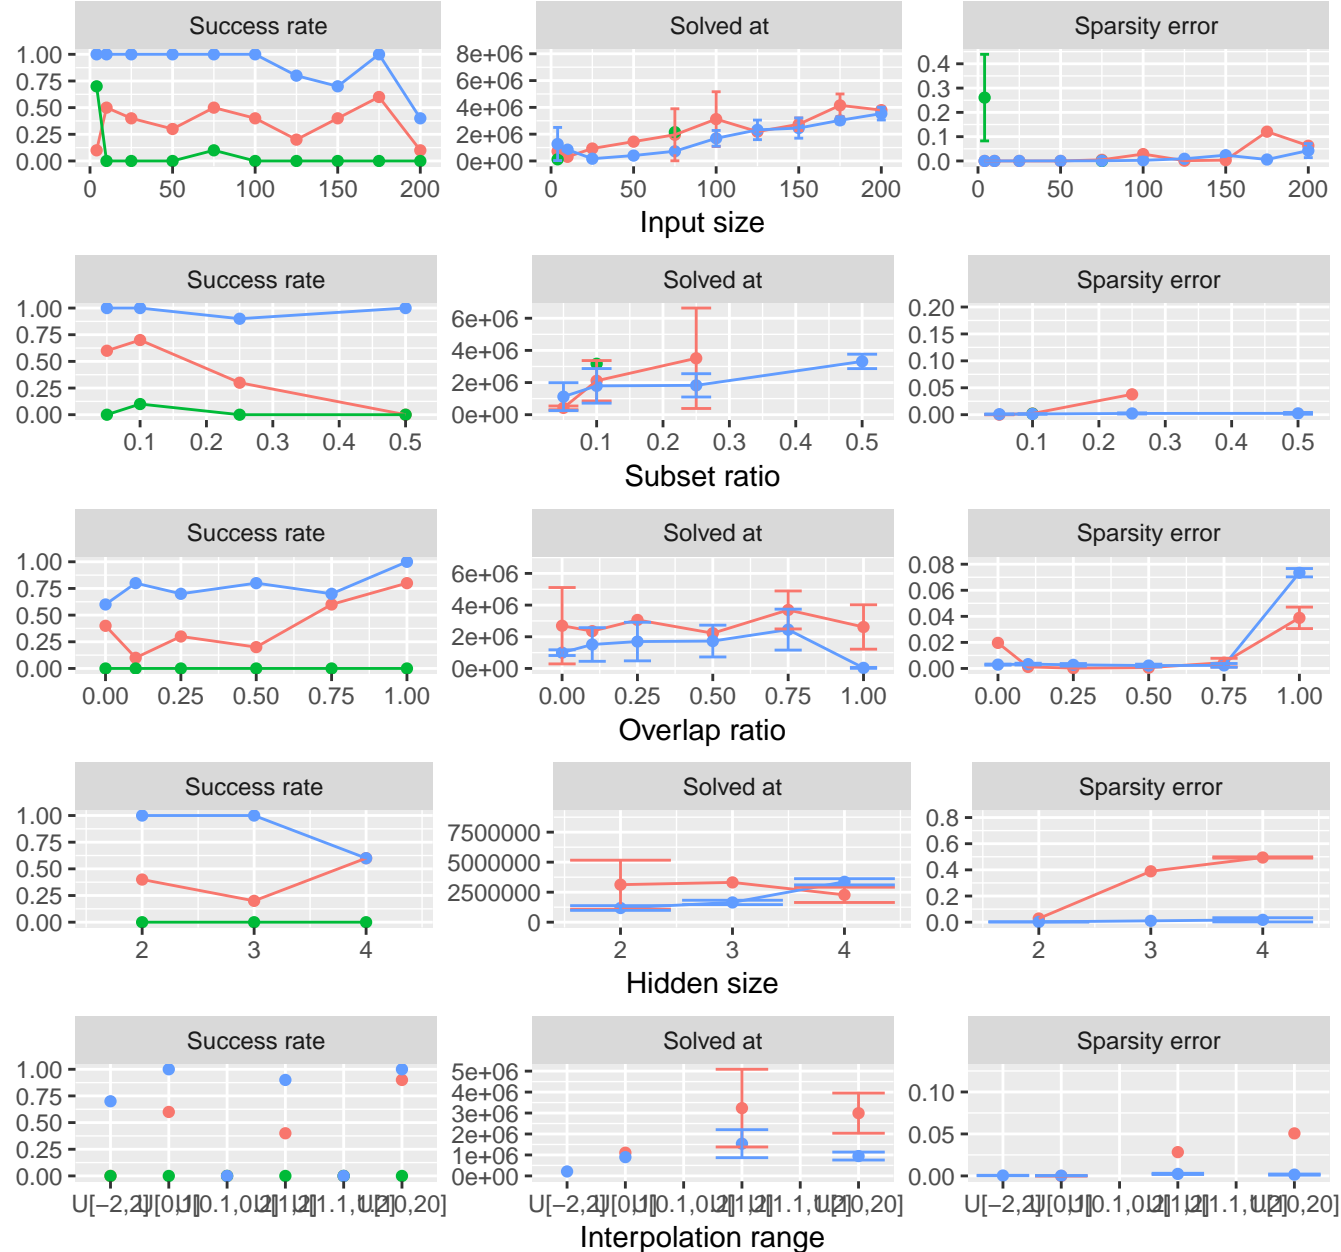 Success rate
Solved at
Sparsity error
1.00
0.75
0.50
0.25
0.00
0 50 100 150 200
8e+06
6e+06
4e+06
2e+06
0e+00
0 50 100 150 200
0.4
0.3
0.2
0.1
0.0
0 50 100 150 200
Input size
Success rate
Solved at
Sparsity error
1.00
0.75
0.50
0.25
0.00
0.1 0.2 0.3 0.4 0.5
6e+06
4e+06
2e+06
0e+00
0.1 0.2 0.3 0.4 0.5
0.20
0.15
0.10
0.05
0.00
0.1 0.2 0.3 0.4 0.5
Subset ratio
Success rate
Solved at
Sparsity error
1.00
0.75
0.50
0.25
0.00
0.00 0.25 0.50 0.75 1.00
6e+06
4e+06
2e+06
0e+00
0.00 0.25 0.50 0.75 1.00
0.08
0.06
0.04
0.02
0.00
0.00 0.25 0.50 0.75 1.00
Overlap ratio
Success rate
Solved at
Sparsity error
1.00
0.75
0.50
0.25
0.00
2 3 4
7500000
5000000
2500000
0
2 3 4
0.8
0.6
0.4
0.2
0.0
2 3 4
Hidden size
Success rate
Solved at
Sparsity error
1.00
0.75
0.50
0.25
0.00
5e+06
4e+06
3e+06
2e+06
1e+06
0e+00
0.10
0.05
0.00
Interpolation range